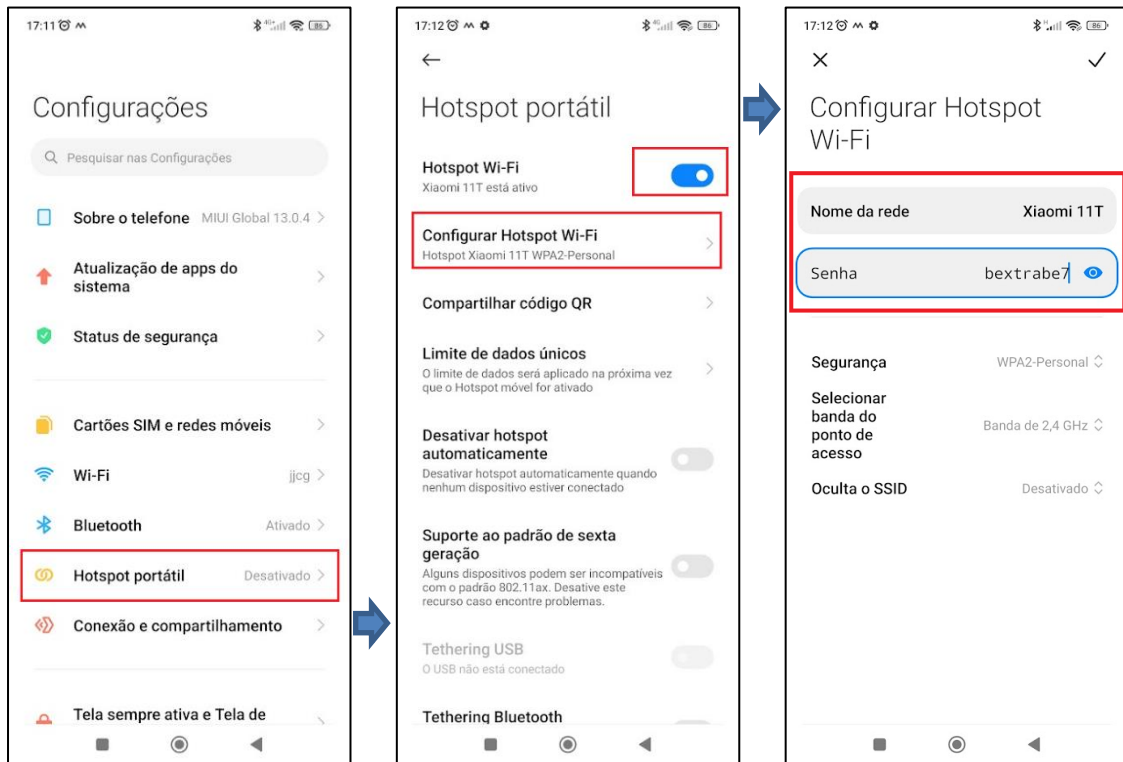 17:11
4G+
86
Configurações
Pesquisar nas Configurações
Sobre o telefone MIUI Global 13.0.4
Atualização de apps do
sistema
Status de segurança
Cartões SIM e redes móveis
Wi-Fi jjcg
Bluetooth Ativado
Hotspot portátil Desativado
Conexão e compartilhamento
Tela sempre ativa e Tela de
17:12
4G
86
Hotspot portátil
Hotspot Wi-Fi
Xiaomi 11T está ativo
Configurar Hotspot Wi-Fi
Hotspot Xiaomi 11T WPA2-Personal
Compartilhar código QR
Limite de dados únicos
O limite de dados será aplicado na próxima vez
que o Hotspot móvel for ativado
Desativar hotspot
automaticamente
Desativar hotspot automaticamente quando
nenhum dispositivo estiver conectado
Suporte ao padrão de sexta
geração
Alguns dispositivos podem ser incompatíveis
com o padrão 802.11ax. Desative este
recurso caso encontre problemas.
Tethering USB
O USB não está conectado
Tethering Bluetooth
17:12
H
86
Configurar Hotspot
Wi-Fi
Nome da rede Xiaomi 11T
Senha bextrabe7
Segurança WPA2-Personal
Selecionar
banda do
ponto de
acesso
Banda de 2,4 GHz
Oculta o SSID Desativado